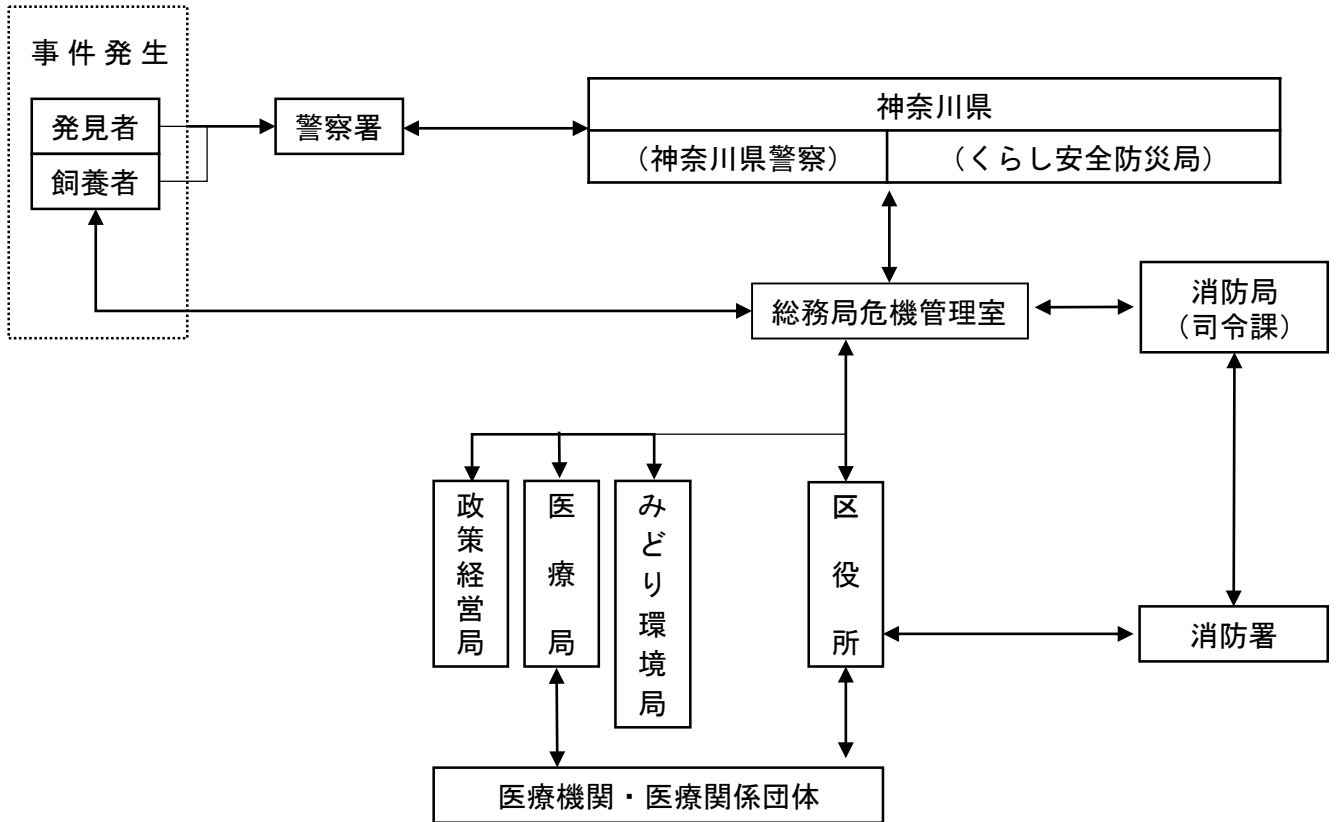 事件発生
発見者
飼養者
警察署
神奈川県
（神奈川県警察）
（くらし安全防災局）
総務局危機管理室
消防局
（司令課）
政策経営局
医療局
みどり環境局
区役所
消防署
医療機関・医療関係団体